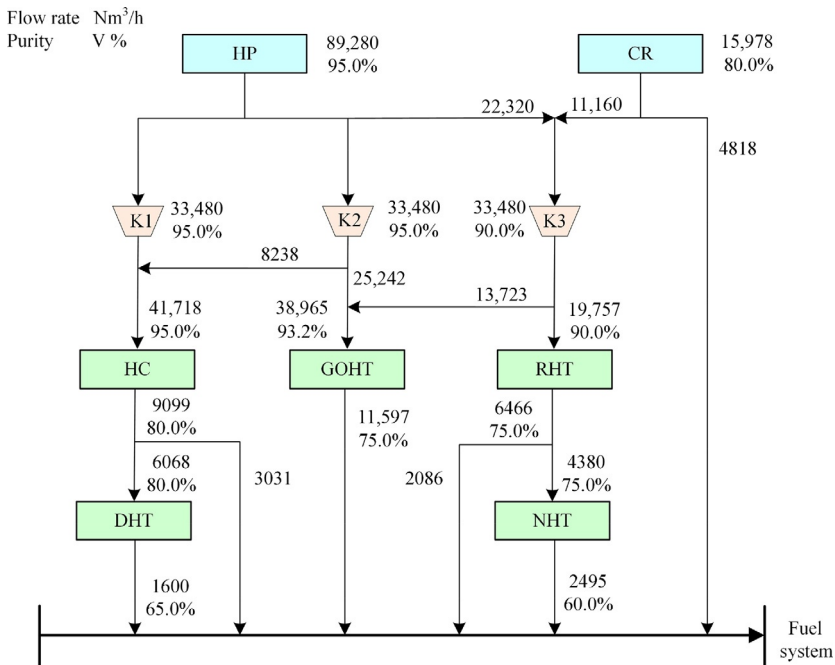 Flow rate Nm³/h
Purity V %
HP
89,280
95.0%
CR
15,978
80.0%
22,320
11,160
4818
K1
33,480
95.0%
K2
33,480
95.0%
33,480
90.0%
K3
8238
25,242
13,723
41,718
95.0%
38,965
93.2%
19,757
90.0%
HC
GOHT
RHT
9099
80.0%
11,597
75.0%
6466
75.0%
6068
80.0%
3031
2086
4380
75.0%
DHT
NHT
1600
65.0%
2495
60.0%
Fuel
system